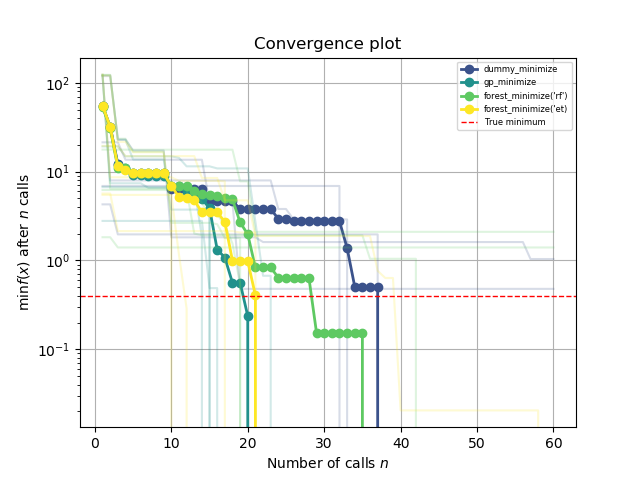 Convergence plot
dummy_minimize
gp_minimize
forest_minimize('rf')
forest_minimize('et)
True minimum
min f(x) after n calls
10²
10¹
10⁰
10⁻¹
0 10 20 30 40 50 60
Number of calls n